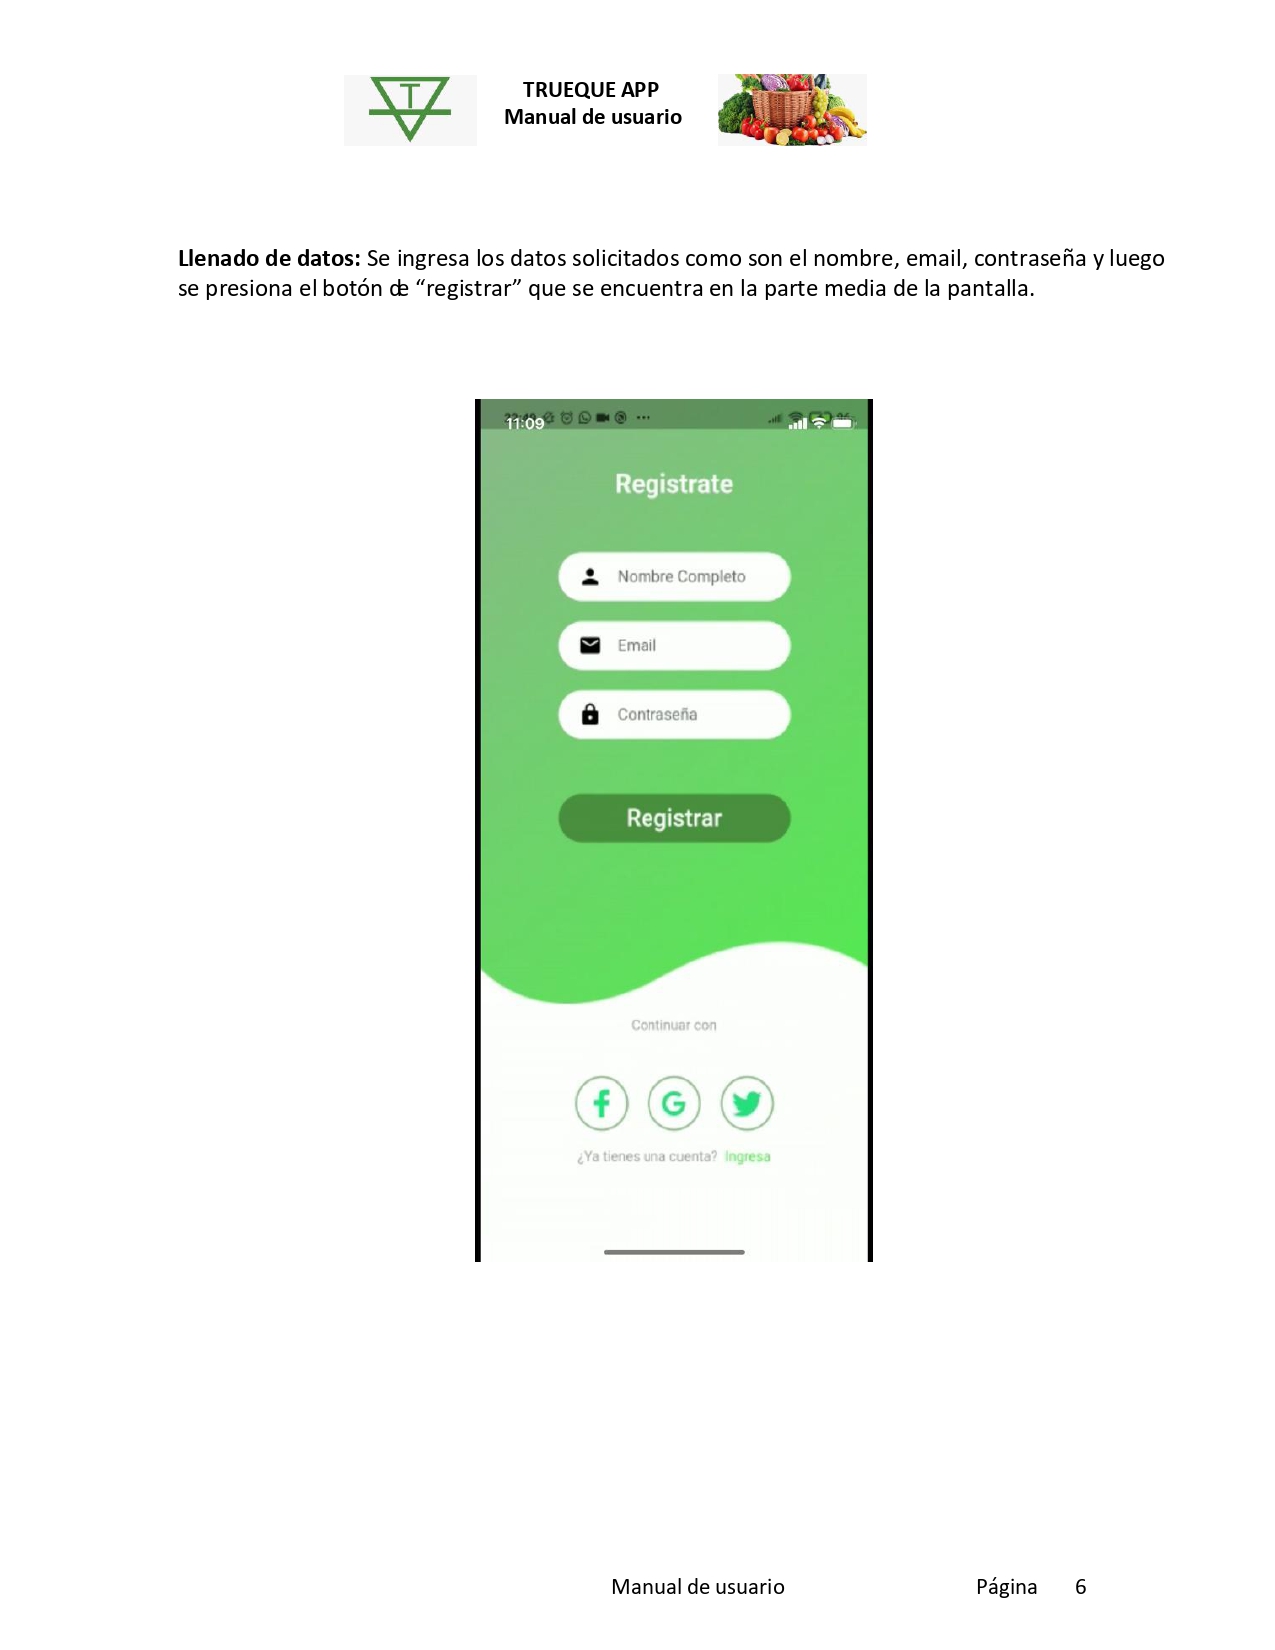 T
TRUEQUE APP
Manual de usuario
Llenado de datos: Se ingresa los datos solicitados como son el nombre, email, contraseña y luego
se presiona el botón de “registrar” que se encuentra en la parte media de la pantalla.
11:09
Registrate
Nombre Completo
Email
Contraseña
Registrar
Continuar con
G
¿Ya tienes una cuenta? Ingresa
Manual de usuario Página 6